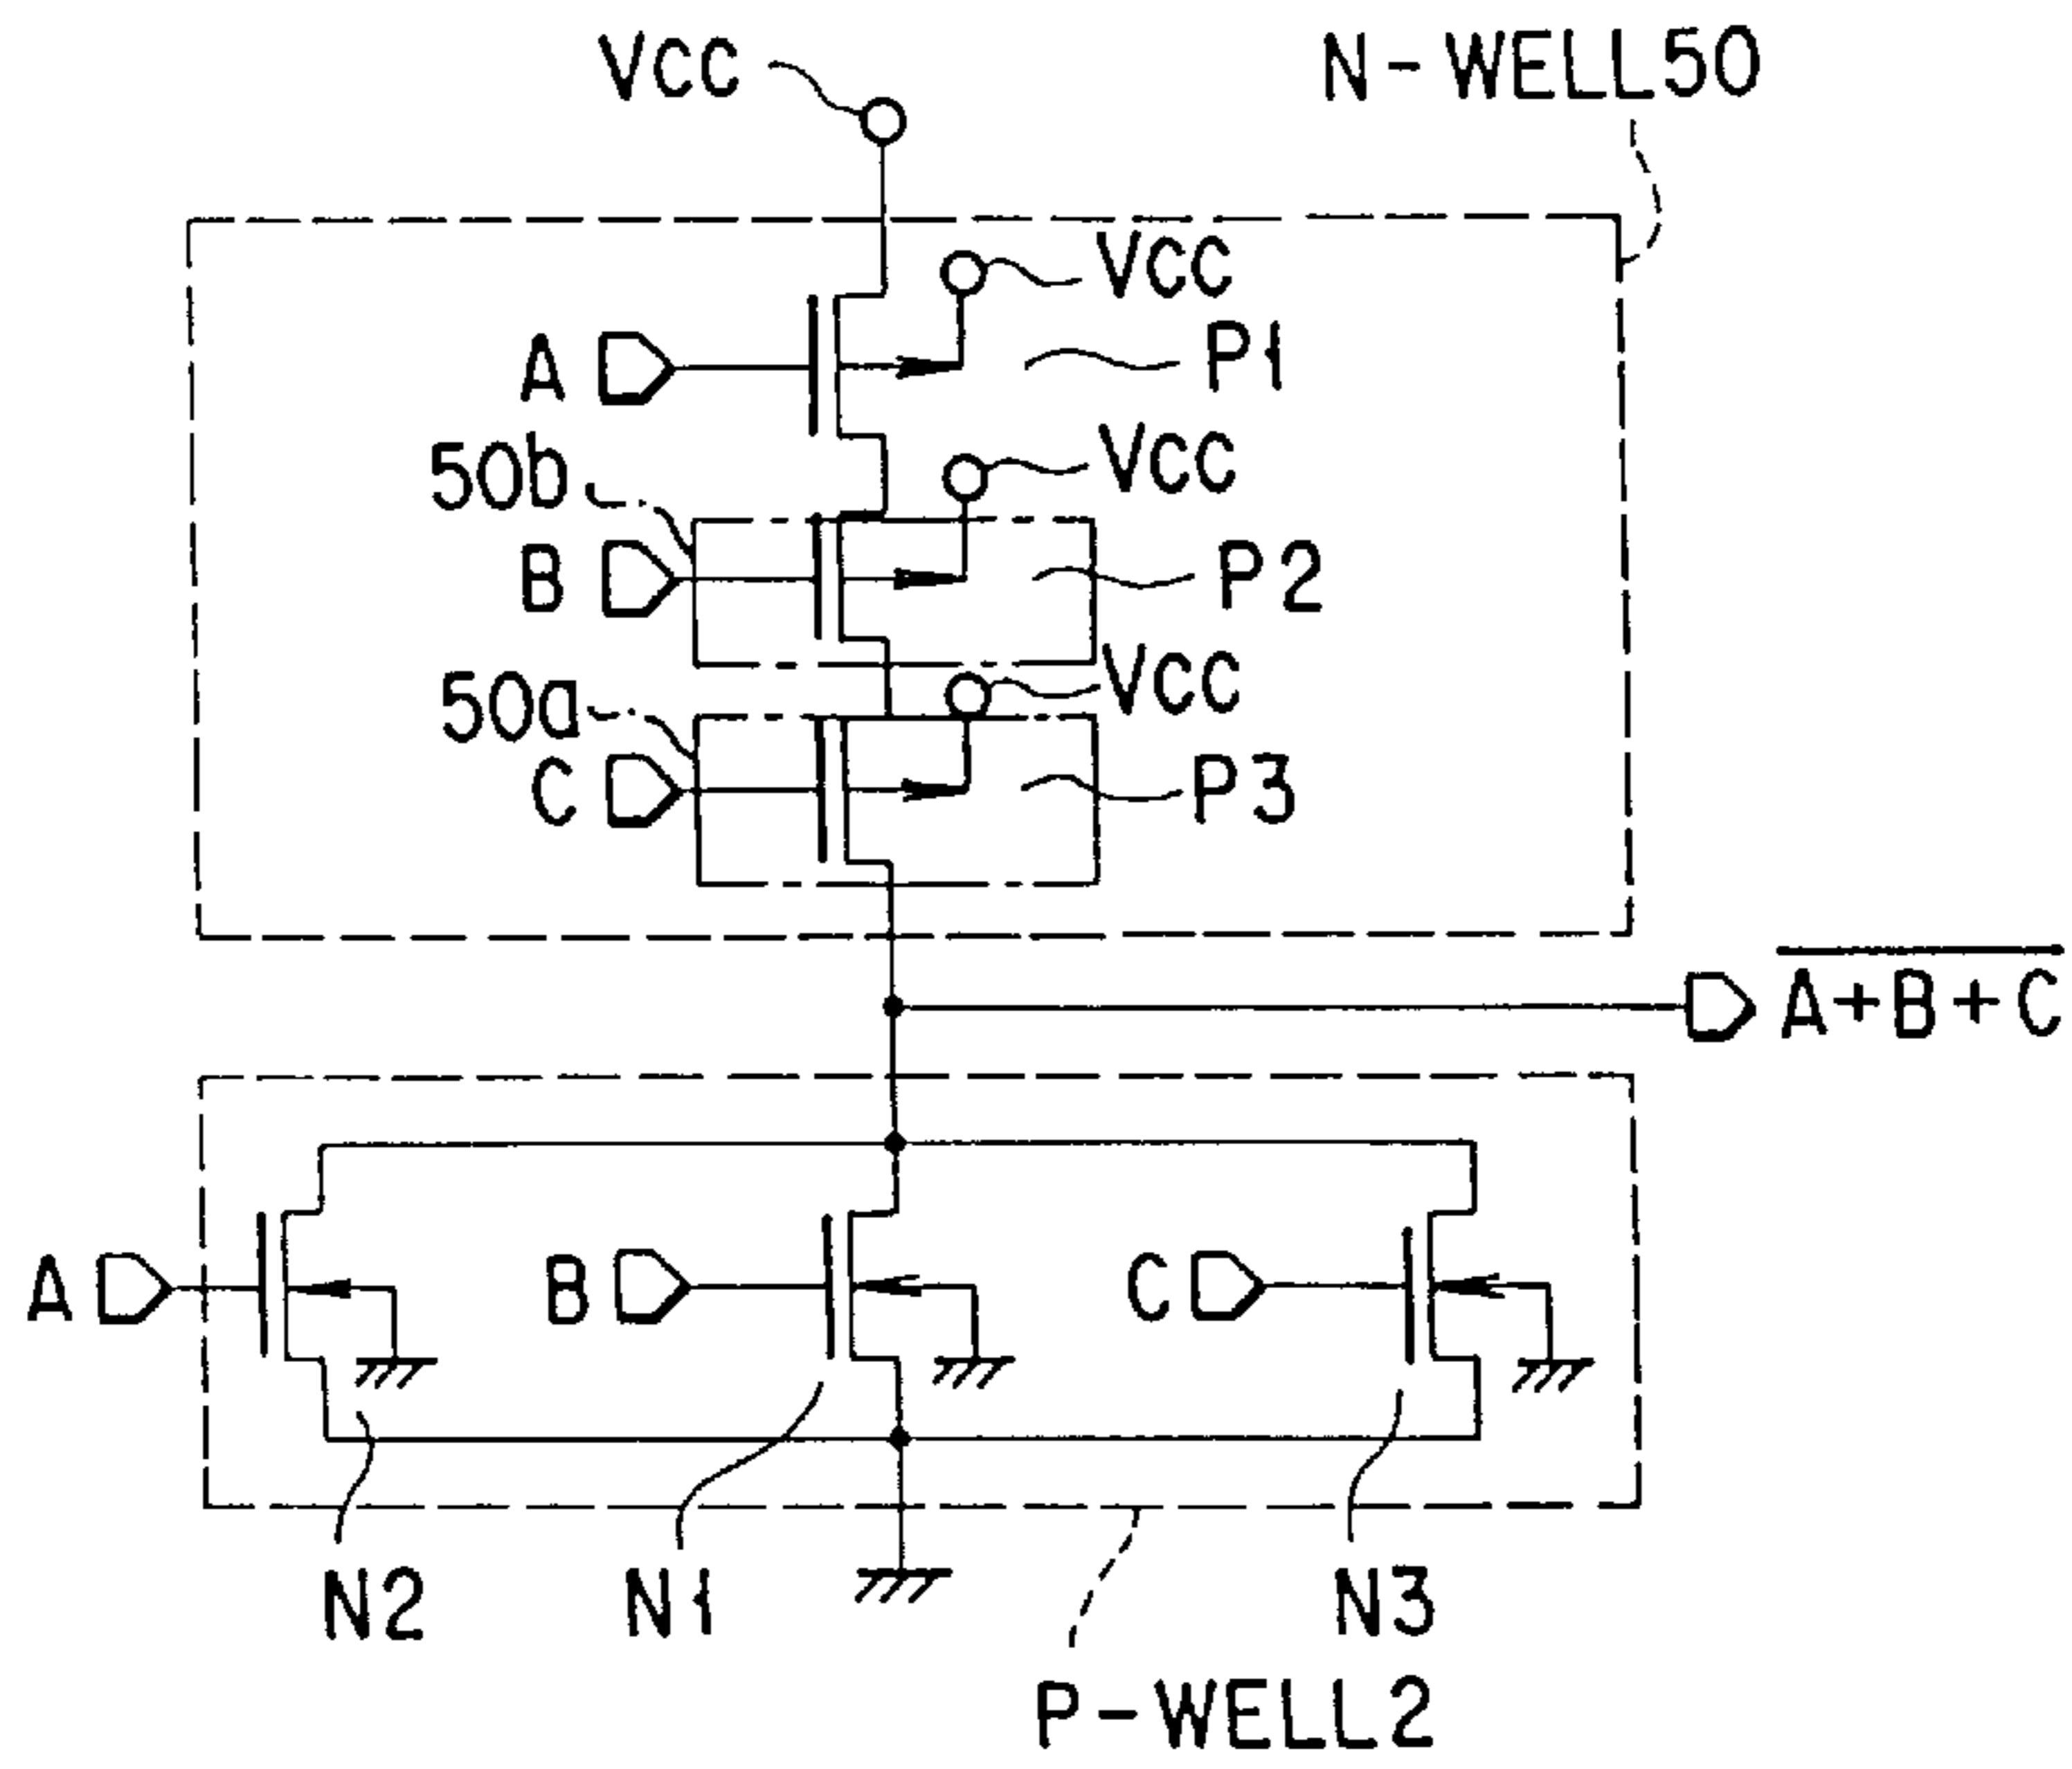 VCC
N-WELL50
VCC
A
P1
50b
VCC
B
P2
50a
VCC
C
P3
A+B+C
A
B
C
N2
N1
N3
P-WELL2